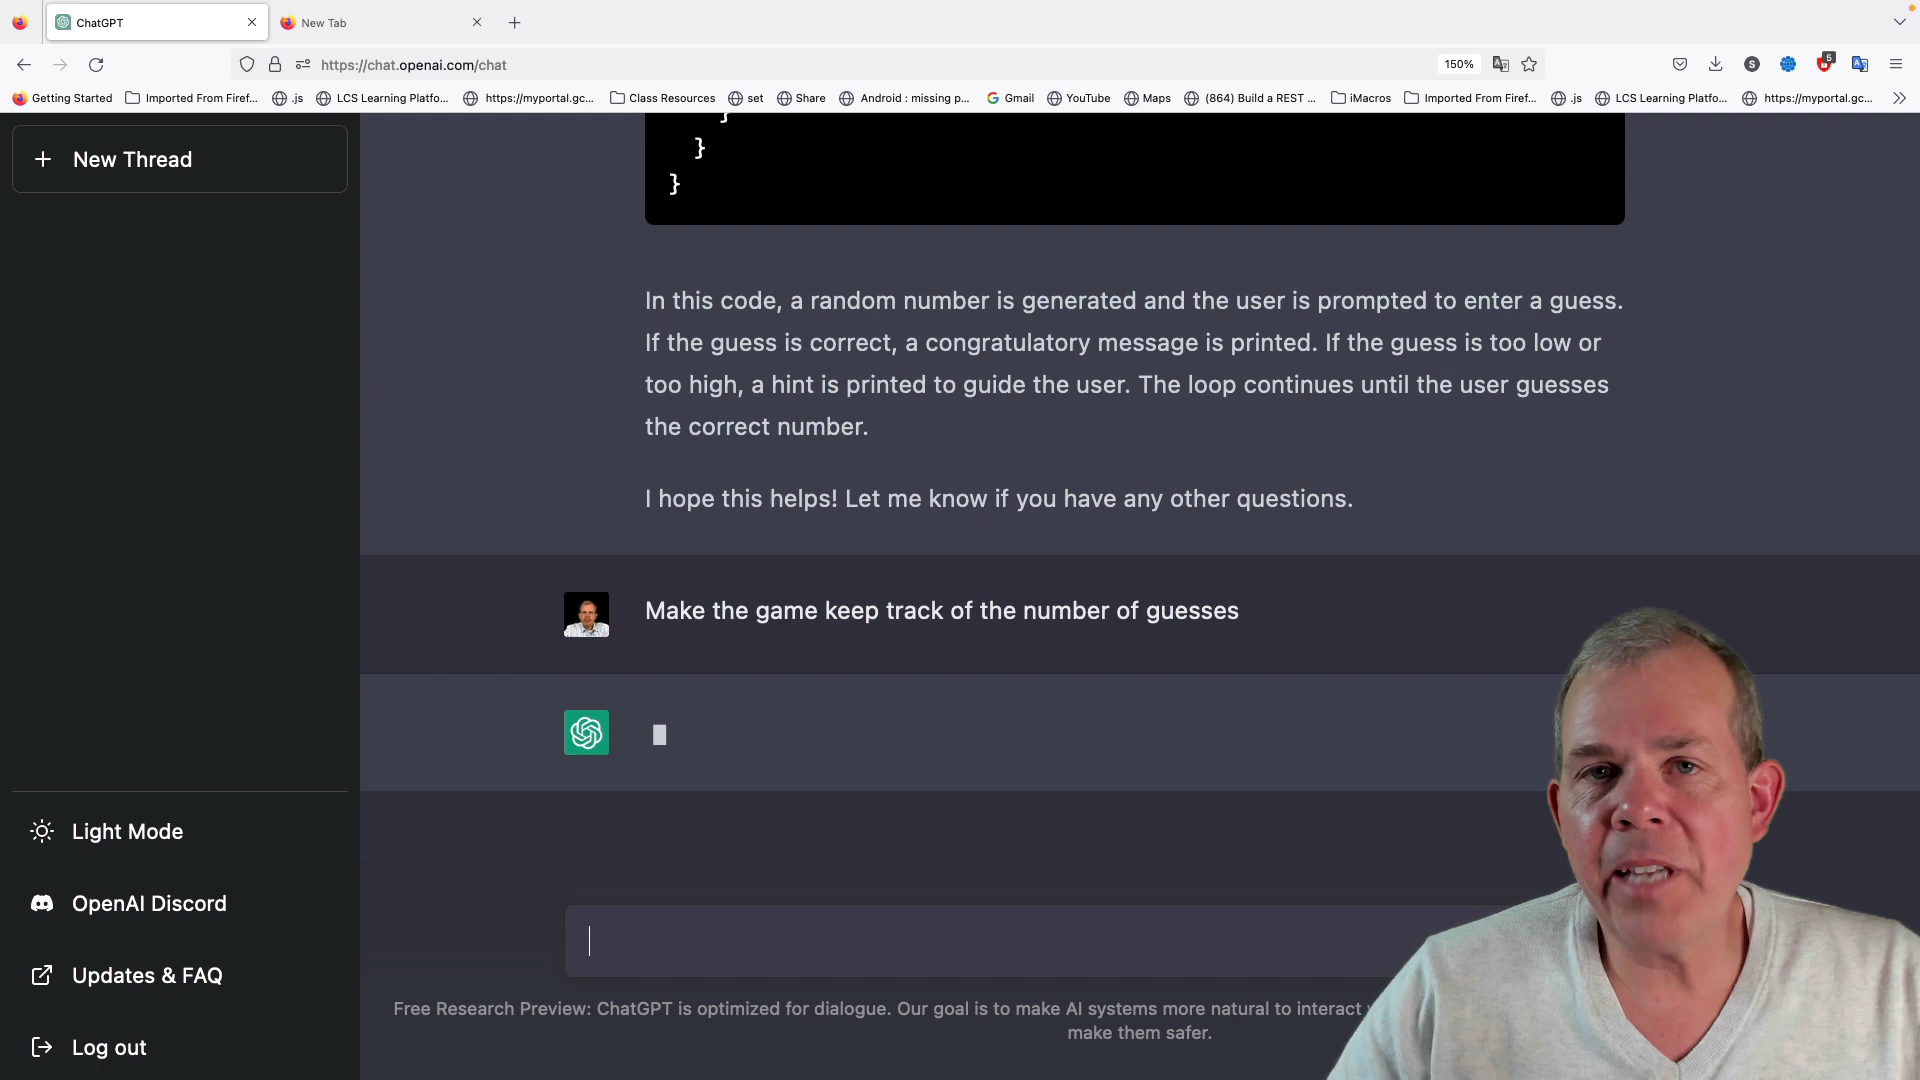 ChatGPT
New Tab
https://chat.openai.com/chat
150%
5
Getting Started
Imported From Firef...
.js
LCS Learning Platfo...
https://myportal.gc...
Class Resources
set
Share
Android : missing p...
Gmail
YouTube
Maps
(864) Build a REST ...
iMacros
Imported From Firef...
.js
LCS Learning Platfo...
https://myportal.gc...
+ New Thread
}
}
}
In this code, a random number is generated and the user is prompted to enter a guess.
If the guess is correct, a congratulatory message is printed. If the guess is too low or
too high, a hint is printed to guide the user. The loop continues until the user guesses
the correct number.
I hope this helps! Let me know if you have any other questions.
Make the game keep track of the number of guesses
Light Mode
OpenAI Discord
Updates & FAQ
Log out
Free Research Preview: ChatGPT is optimized for dialogue. Our goal is to make AI systems more natural to interact
make them safer.